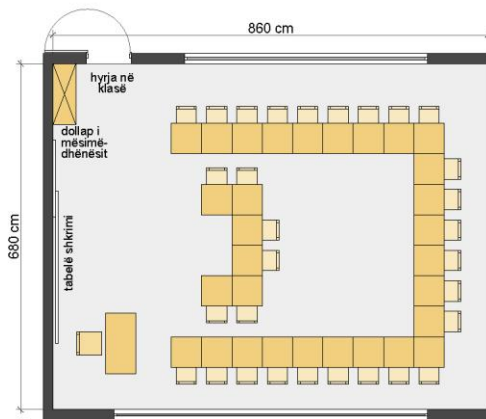 860 cm
hyrja në
klasë
dollap i
mësimë-
dhënësit
680 cm
tabelë shkrimi